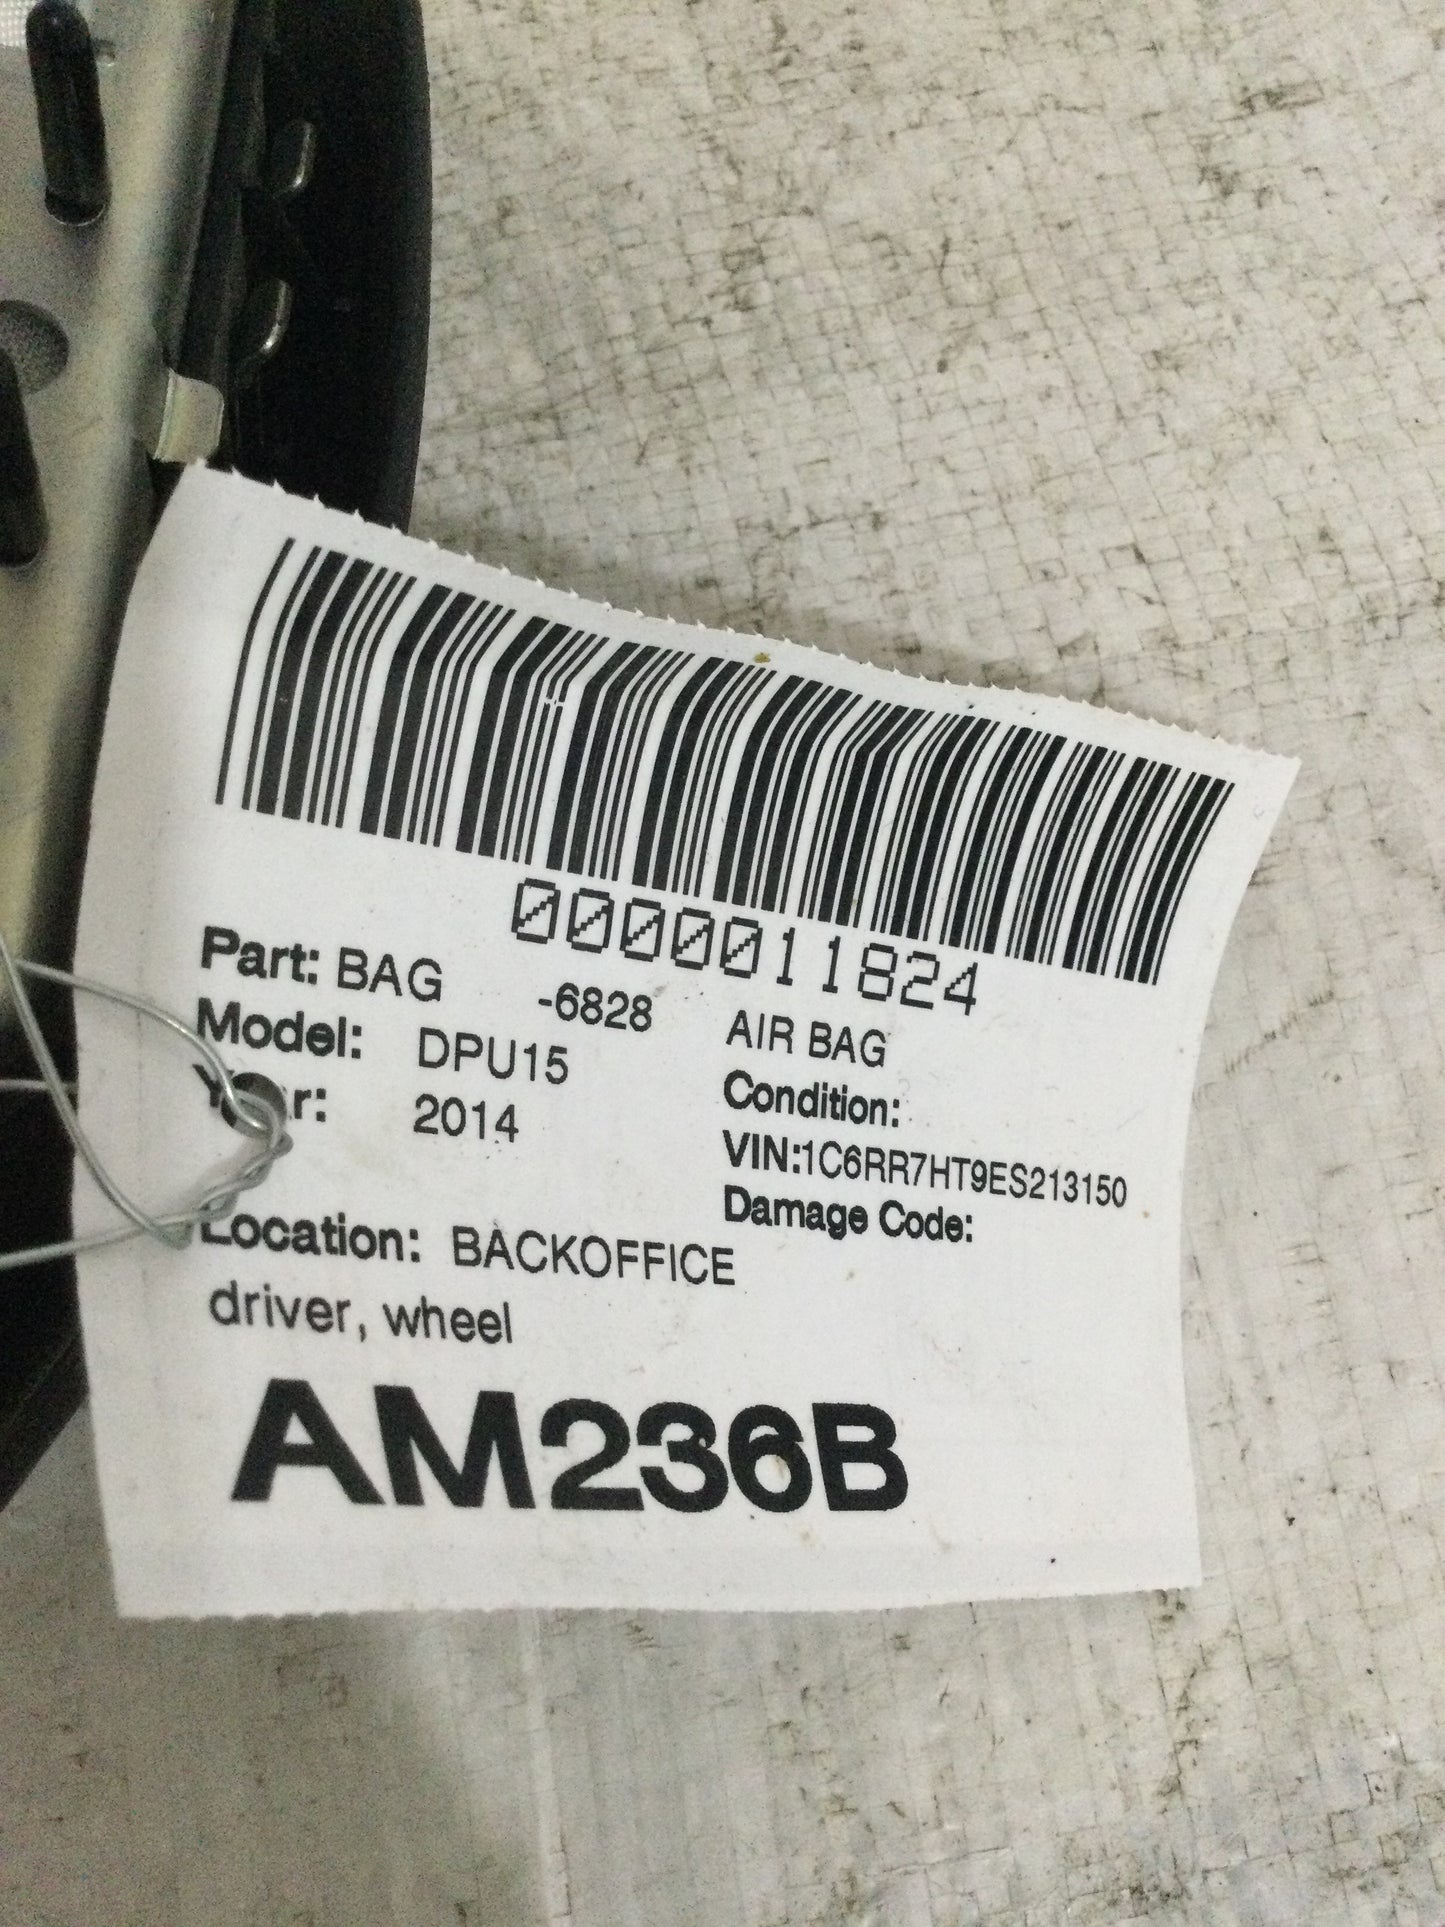 0000011824
Part: BAG -6828 AIR BAG
Model: DPU15 Condition:
Year: 2014 VIN:1C6RR7HT9ES213150
Damage Code:
Location: BACKOFFICE
driver, wheel
AM236B